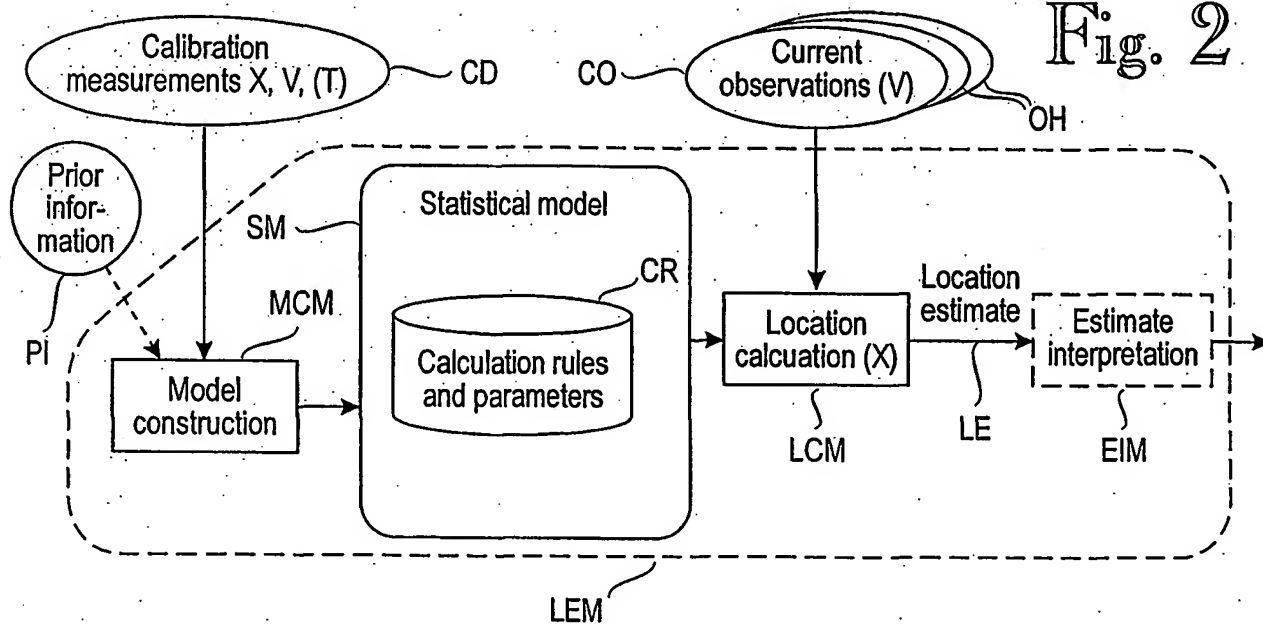 Fig. 2
Calibration
measurements X, V, (T)
CD
CO
Current
observations (V)
OH
Prior
infor-
mation
PI
SM
Statistical model
CR
Calculation rules
and parameters
MCM
Model
construction
Location
calcuation (X)
LCM
Location
estimate
LE
Estimate
interpretation
EIM
LEM